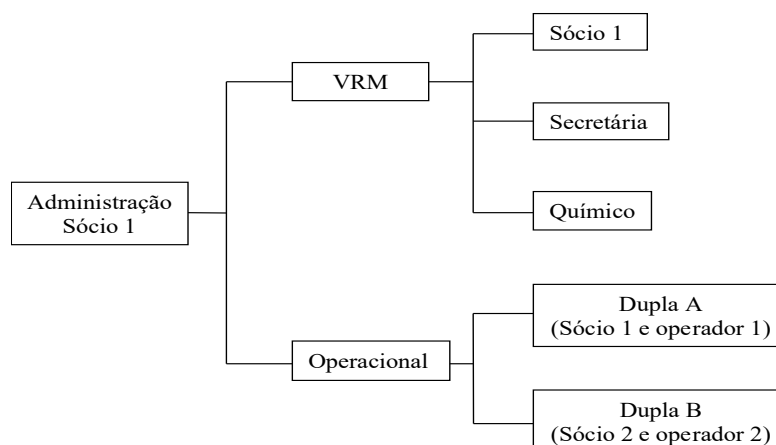 Sócio 1
VRM
Secretária
Administração
Sócio 1
Químico
Dupla A
(Sócio 1 e operador 1)
Operacional
Dupla B
(Sócio 2 e operador 2)